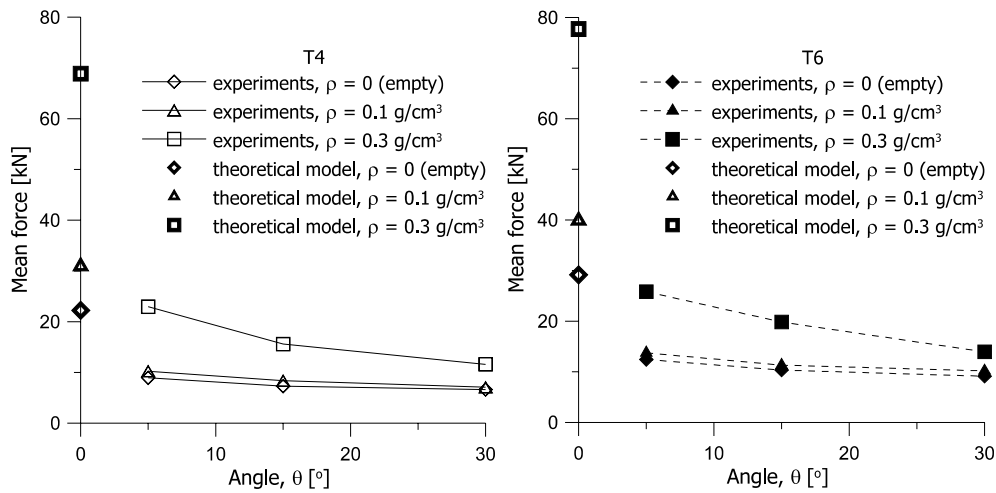 80
60
40
20
0
Mean force [kN]
T4
experiments, ρ = 0 (empty)
experiments, ρ = 0.1 g/cm³
experiments, ρ = 0.3 g/cm³
theoretical model, ρ = 0 (empty)
theoretical model, ρ = 0.1 g/cm³
theoretical model, ρ = 0.3 g/cm³
0 10 20 30
Angle, θ [º]
80
60
40
20
0
Mean force [kN]
T6
experiments, ρ = 0 (empty)
experiments, ρ = 0.1 g/cm³
experiments, ρ = 0.3 g/cm³
theoretical model, ρ = 0 (empty)
theoretical model, ρ = 0.1 g/cm³
theoretical model, ρ = 0.3 g/cm³
0 10 20 30
Angle, θ [º]